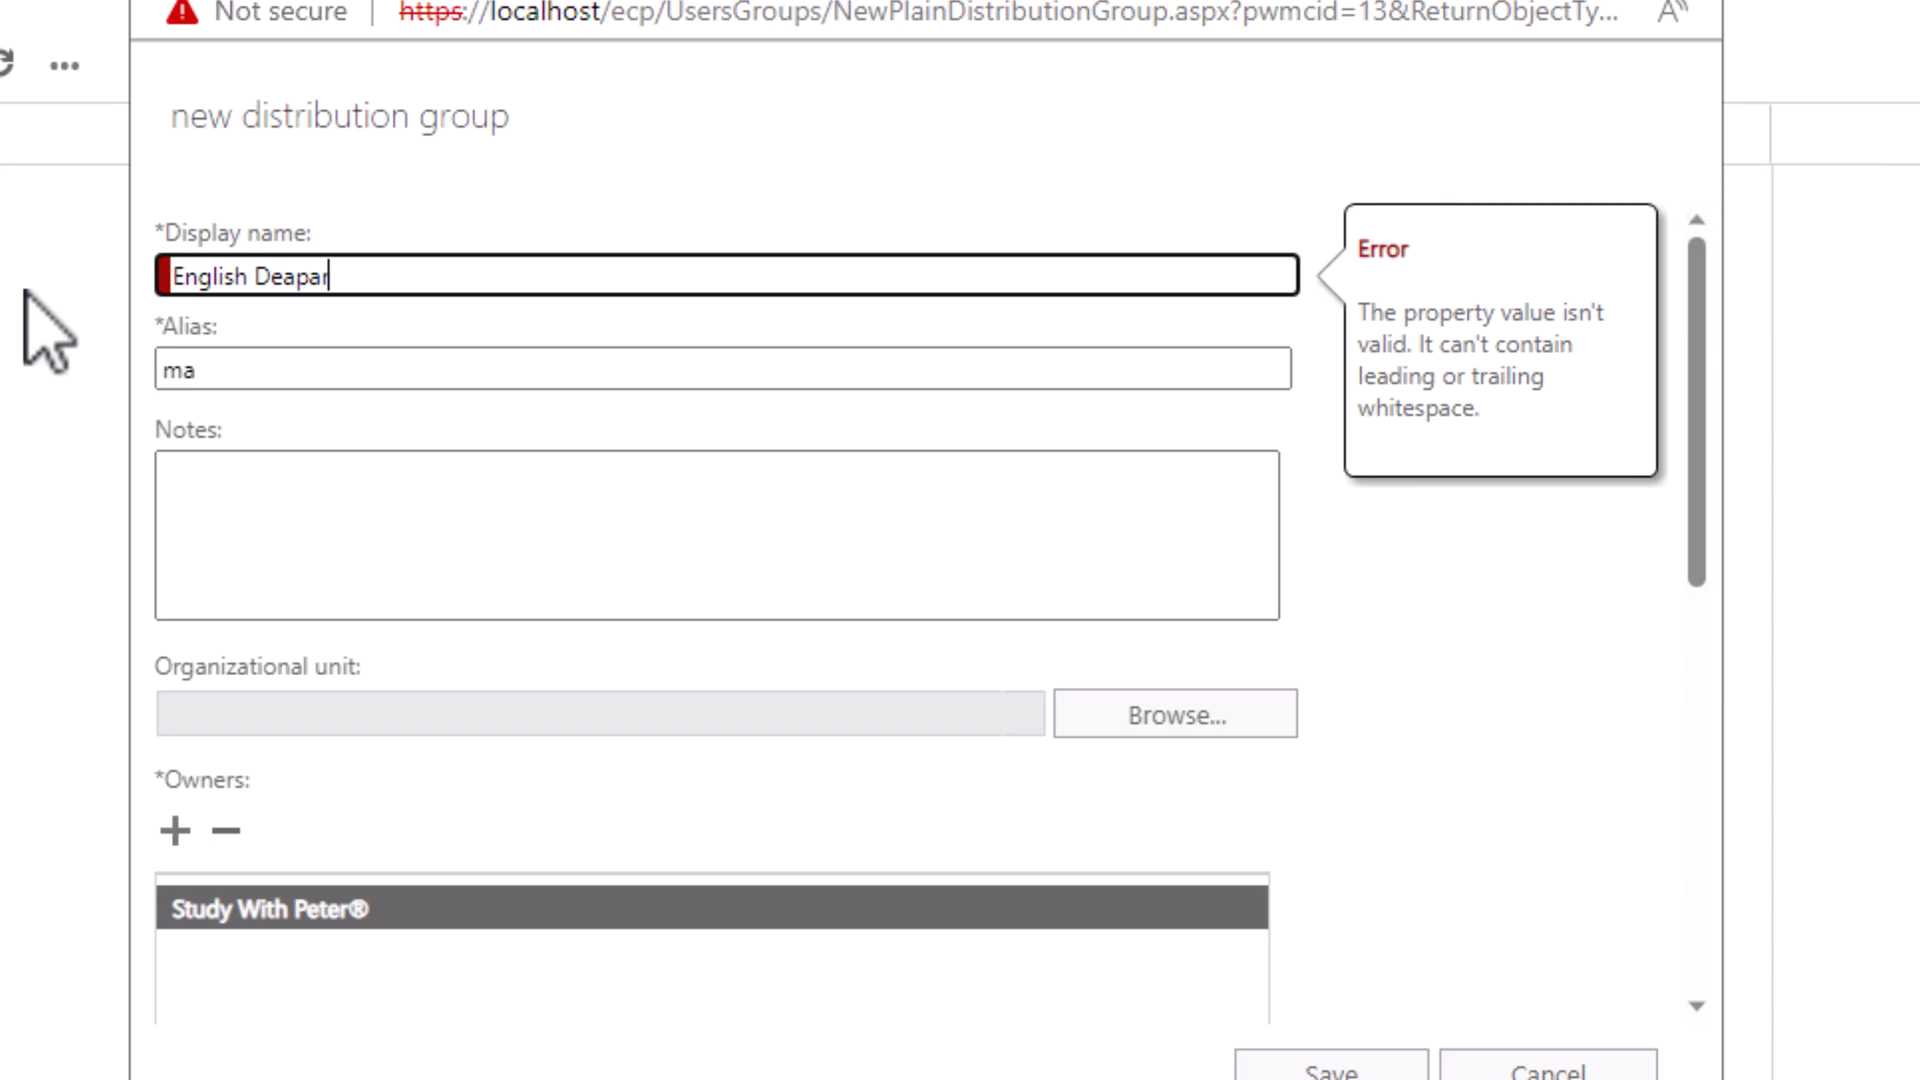 Not secure | https://localhost/ecp/UsersGroups/NewPlainDistributionGroup.aspx?pwmcid=13&ReturnObjectTy...
new distribution group
*Display name:
English Deapar
*Alias:
ma
Notes:
Organizational unit:
Browse...
*Owners:
Study With Peter®
Error
The property value isn't
valid. It can't contain
leading or trailing
whitespace.
Save
Cancel